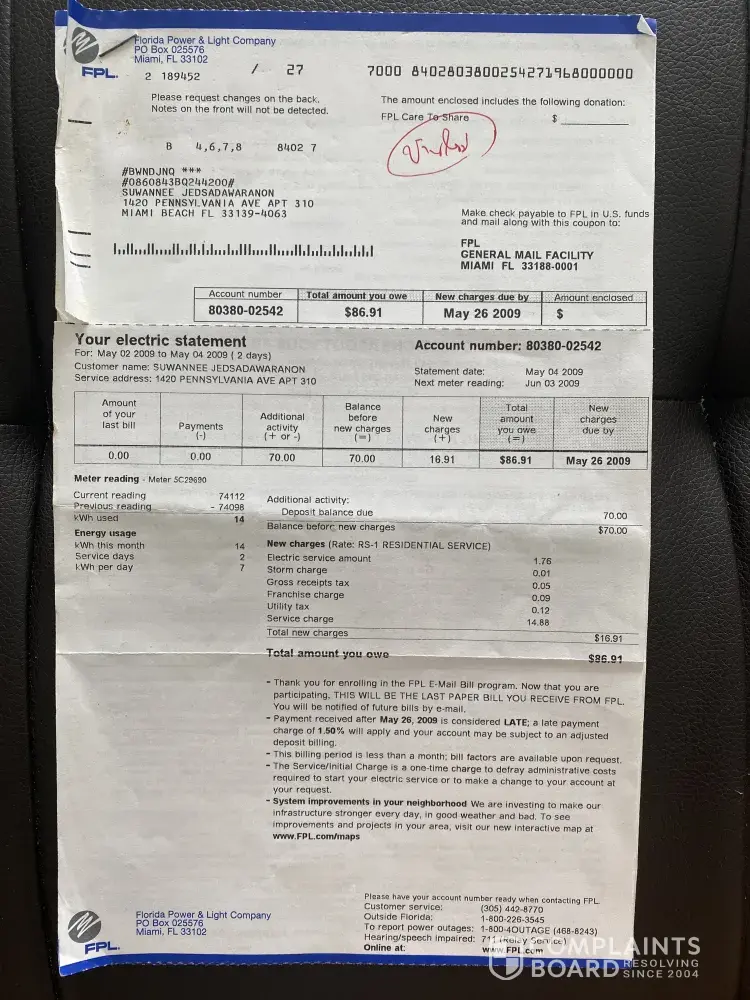 Florida Power & Light Company
PO Box 025576
Miami, FL 33102
FPL.
2 189452 / 27
7000 8402803800254271968000000
Please request changes on the back.
Notes on the front will not be detected.
The amount enclosed includes the following donation:
FPL Care To Share $
B 4,6,7,8 8402 7
#BWNDJNQ ***
#0860843BQ244200#
SUWANNEE JEDSADAWARANON
1420 PENNSYLVANIA AVE APT 310
MIAMI BEACH FL 33139-4063
Make check payable to FPL in U.S. funds
and mail along with this coupon to:
FPL
GENERAL MAIL FACILITY
MIAMI FL 33188-0001
Account number Total amount you owe New charges due by Amount enclosed
80380-02542 $86.91 May 26 2009 $
Your electric statement
For: May 02 2009 to May 04 2009 ( 2 days)
Customer name: SUWANNEE JEDSADAWARANON
Service address: 1420 PENNSYLVANIA AVE APT 310
Account number: 80380-02542
Statement date: May 04 2009
Next meter reading: Jun 03 2009
Amount of your last bill
Payments (-)
Additional activity (+ or -)
Balance before new charges (=)
New charges (+)
Total amount you owe (=)
New charges due by
0.00 0.00 70.00 70.00 16.91 $86.91 May 26 2009
Meter reading - Meter 5C29690
Current reading 74112
Previous reading - 74098
kWh used 14
Energy usage
kWh this month 14
Service days 2
kWh per day 7
Additional activity:
Deposit balance due 70.00
Balance before new charges $70.00
New charges (Rate: RS-1 RESIDENTIAL SERVICE)
Electric service amount 1.76
Storm charge 0.01
Gross receipts tax 0.05
Franchise charge 0.09
Utility tax 0.12
Service charge 14.88
Total new charges $16.91
Total amount you owe $86.91
- Thank you for enrolling in the FPL E-Mail Bill program. Now that you are
participating, THIS WILL BE THE LAST PAPER BILL YOU RECEIVE FROM FPL.
You will be notified of future bills by e-mail.
- Payment received after May 26, 2009 is considered LATE; a late payment
charge of 1.50% will apply and your account may be subject to an adjusted
deposit billing.
- This billing period is less than a month; bill factors are available upon request.
- The Service/Initial Charge is a one-time charge to defray administrative costs
required to start your electric service or to make a change to your account at
your request.
- System improvements in your neighborhood We are investing to make our
infrastructure stronger every day, in good weather and bad. To see
improvements and projects in your area, visit our new interactive map at
www.FPL.com/maps
Florida Power & Light Company
PO Box 025576
Miami, FL 33102
FPL.
Please have your account number ready when contacting FPL.
Customer service: (305) 442-8770
Outside Florida: 1-800-226-3545
To report power outages: 1-800-4OUTAGE (468-8243)
Hearing/speech impaired: 711 (Relay Service)
Online at: www.FPL.com
COMPLAINTS
BOARD RESOLVING
SINCE 2004